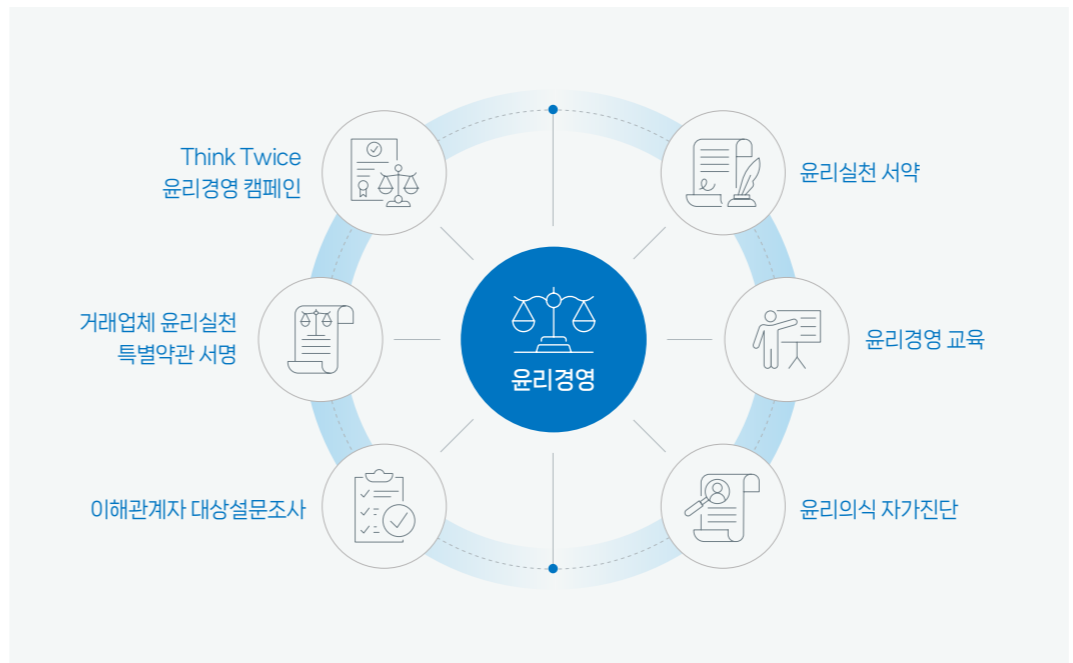 Think Twice
윤리경영 캠페인
윤리실천 서약
거래업체 윤리실천
특별약관 서명
윤리경영
윤리경영 교육
이해관계자 대상설문조사
윤리의식 자가진단